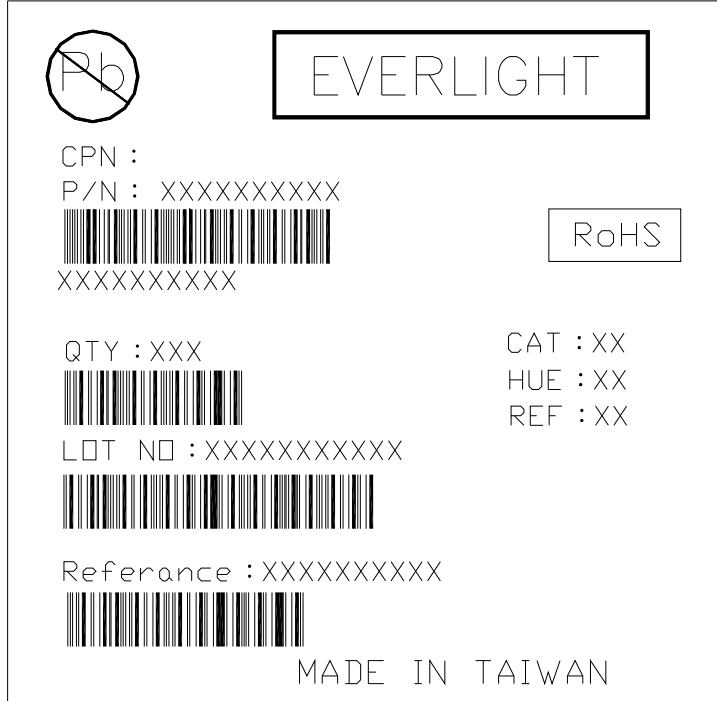 Pb
EVERLIGHT
CPN :
P/N : XXXXXXXXXX
RoHS
XXXXXXXXXX
QTY : XXX
CAT : XX
HUE : XX
REF : XX
LOT NO : XXXXXXXXXXX
Referance : XXXXXXXXXX
MADE IN TAIWAN